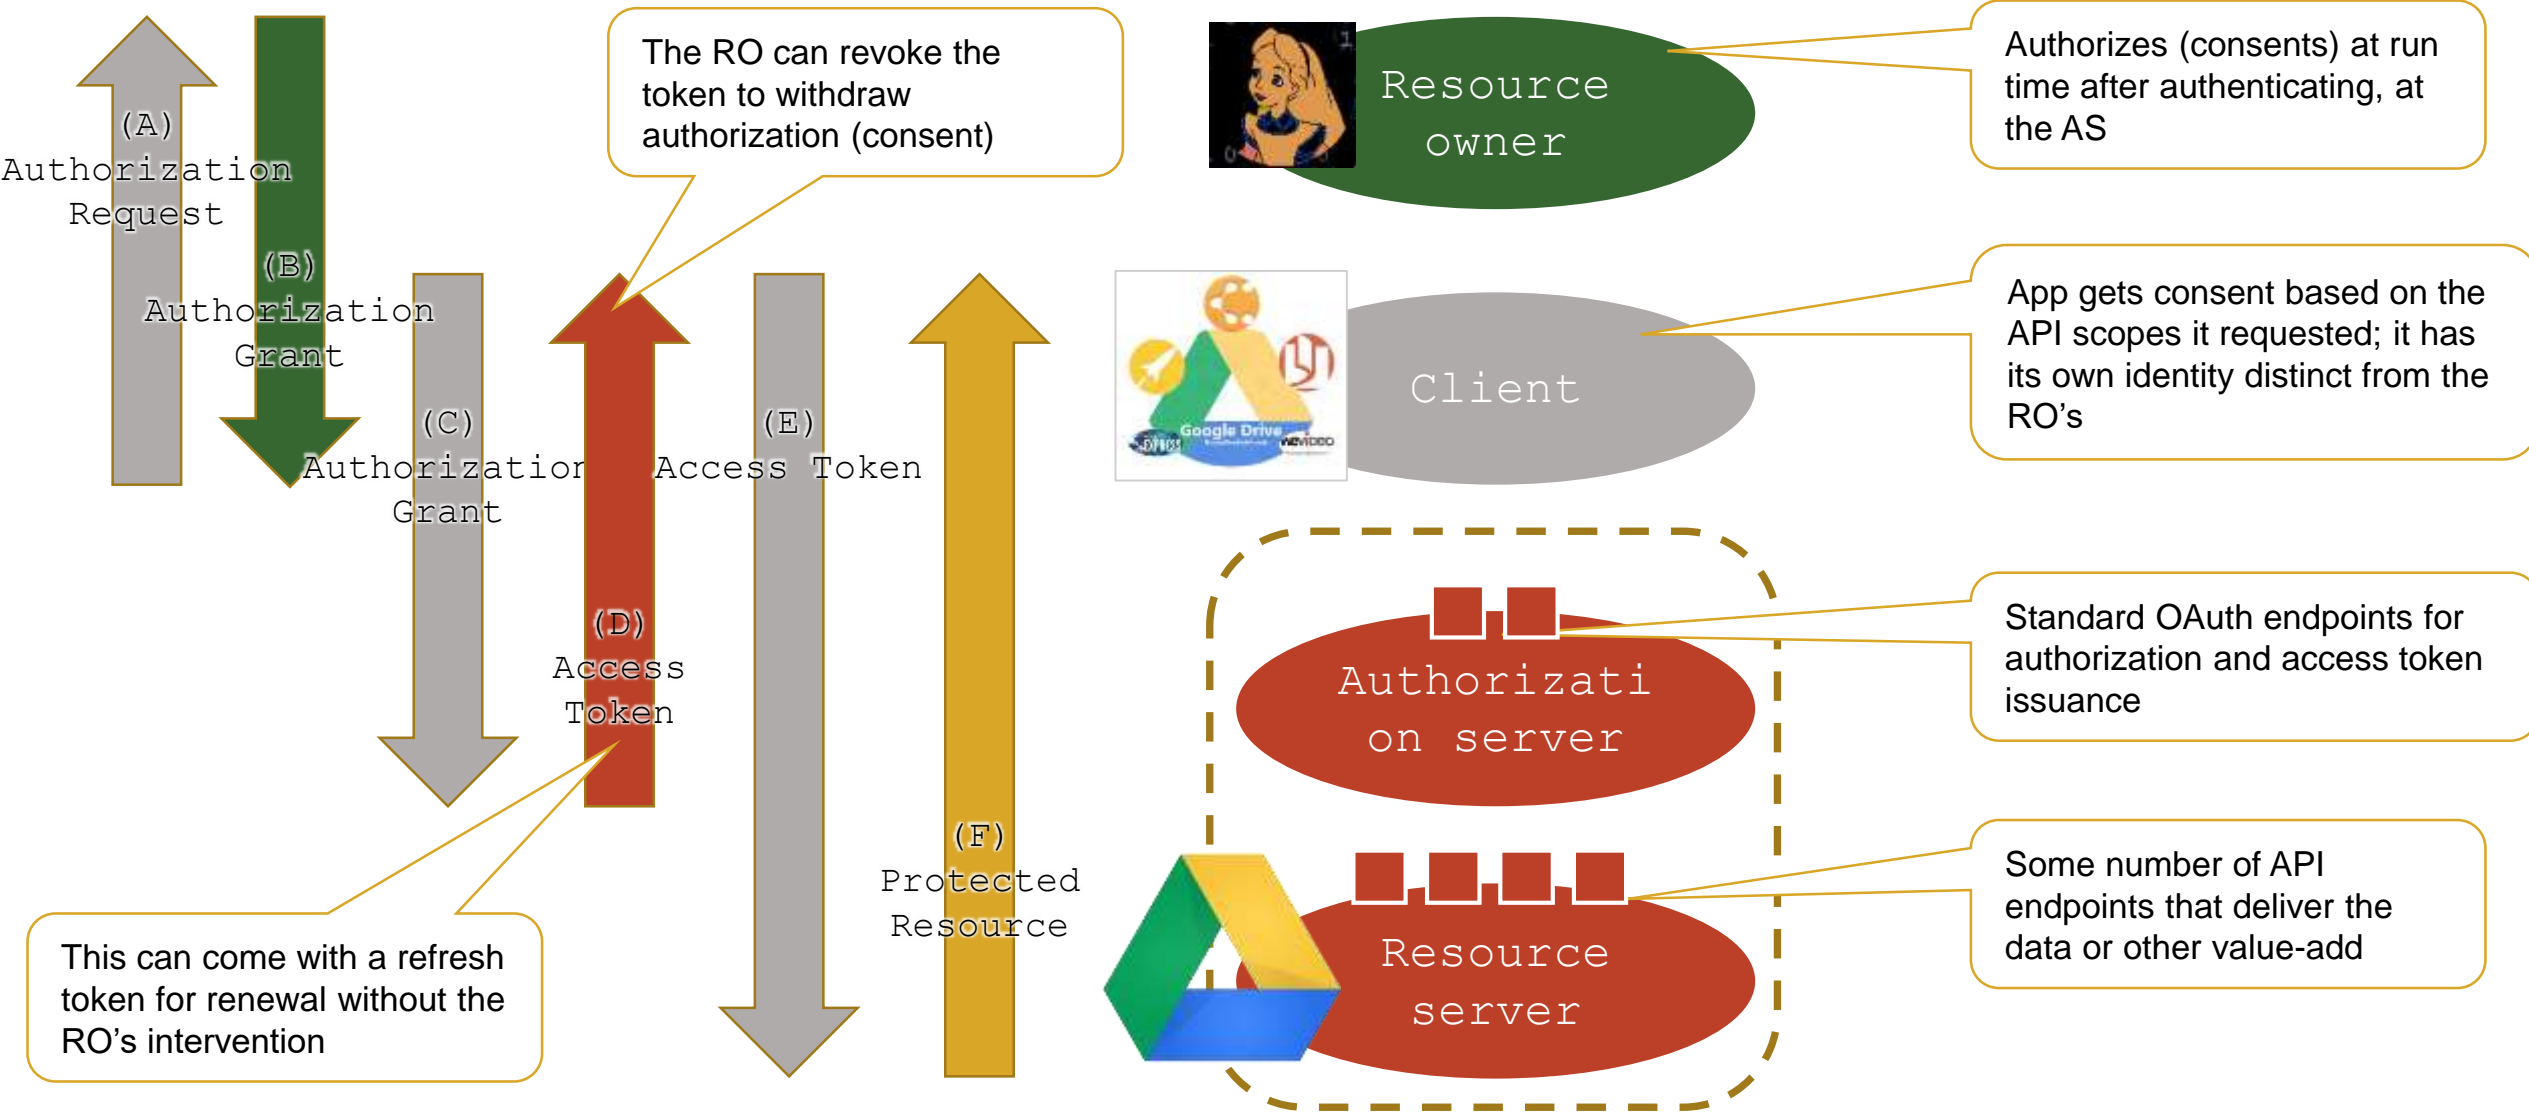 (A)
Authorization
Request
(B)
Authorization
Grant
(C)
Authorization
Grant
(D)
Access
Token
(E)
Access Token
(F)
Protected
Resource
The RO can revoke the
token to withdraw
authorization (consent)
This can come with a refresh
token for renewal without the
RO’s intervention
Resource
owner
Authorizes (consents) at run
time after authenticating, at
the AS
Google Drive
WEVIDEO
Client
App gets consent based on the
API scopes it requested; it has
its own identity distinct from the
RO’s
Authorizati
on server
Standard OAuth endpoints for
authorization and access token
issuance
Resource
server
Some number of API
endpoints that deliver the
data or other value-add